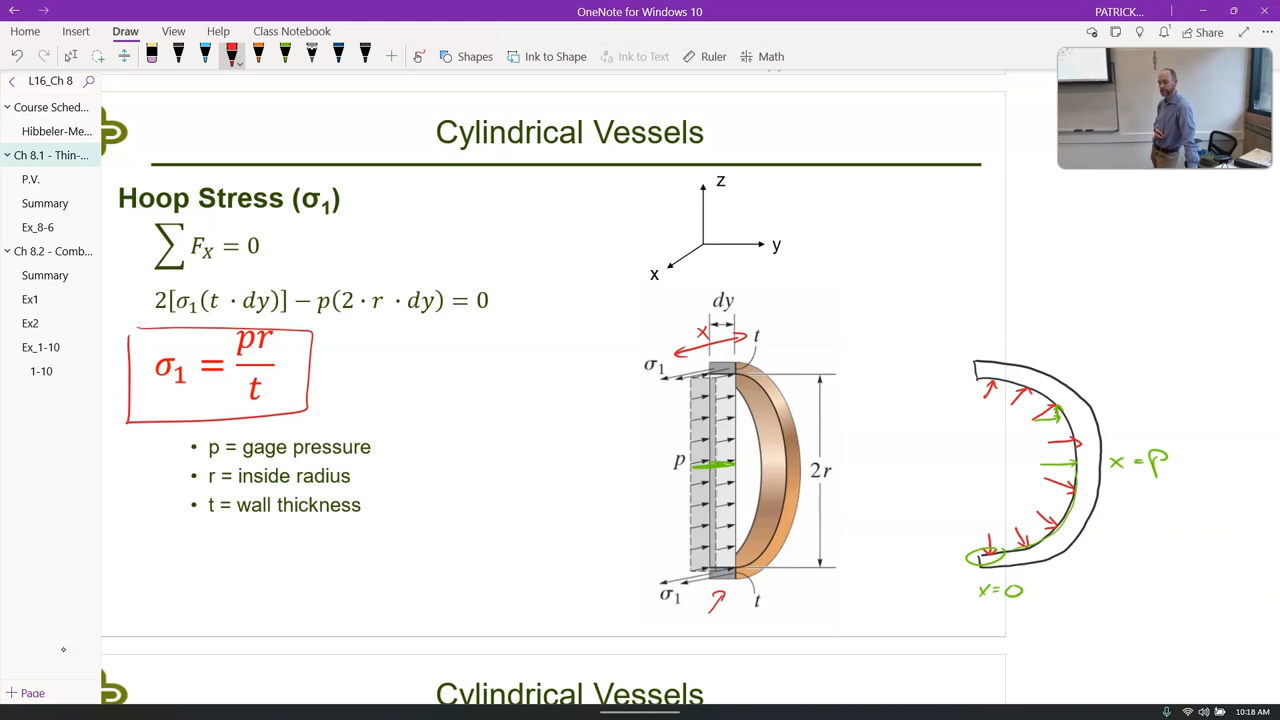 OneNote for Windows 10
PATRICK...
Home Insert Draw View Help Class Notebook
Share
Shapes Ink to Shape Ink to Text Ruler Math
L16_Ch 8
Course Sched...
Hibbeler-Me...
Ch 8.1 - Thin-...
P.V.
Summary
Ex_8-6
Ch 8.2 - Comb...
Summary
Ex1
Ex2
Ex_1-10
1-10
Page
Cylindrical Vessels
Hoop Stress (σ₁)
∑ F_X = 0
2[σ₁(t · dy)] − p(2 · r · dy) = 0
σ₁ = pr/t
• p = gage pressure
• r = inside radius
• t = wall thickness
z
y
x
dy
x
t
σ₁
p
2r
σ₁
t
x = P
x = 0
Cylindrical Vessels
10:18 AM